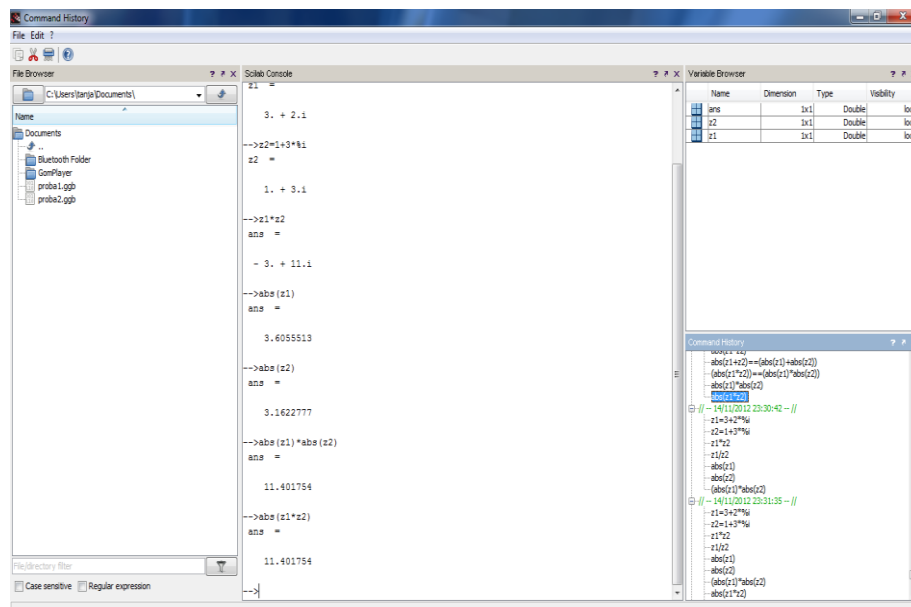 Command History
File Edit ?
File Browser ? X
C:\Users\tanja\Documents\
Name
Documents
..
Bluetooth Folder
GomPlayer
proba1.ggb
proba2.ggb
File/directory filter
Case sensitive Regular expression
Scilab Console ? X
z1 =
3. + 2.i
-->z2=1+3*%i
z2 =
1. + 3.i
-->z1*z2
ans =
- 3. + 11.i
-->abs(z1)
ans =
3.6055513
-->abs(z2)
ans =
3.1622777
-->abs(z1)*abs(z2)
ans =
11.401754
-->abs(z1*z2)
ans =
11.401754
-->
Variable Browser ?
Name Dimension Type Visibility
ans 1x1 Double loc
z2 1x1 Double loc
z1 1x1 Double loc
Command History ?
abs(z1*z2)
abs(z1+z2)==(abs(z1)+abs(z2))
(abs(z1*z2))==(abs(z1)*abs(z2))
abs(z1)*abs(z2)
abs(z1*z2)
// -- 14/11/2012 23:30:42 -- //
z1=3+2*%i
z2=1+3*%i
z1*z2
z1/z2
abs(z1)
abs(z2)
(abs(z1)*abs(z2)
// -- 14/11/2012 23:31:35 -- //
z1=3+2*%i
z2=1+3*%i
z1*z2
z1/z2
abs(z1)
abs(z2)
(abs(z1)*abs(z2)
abs(z1*z2)